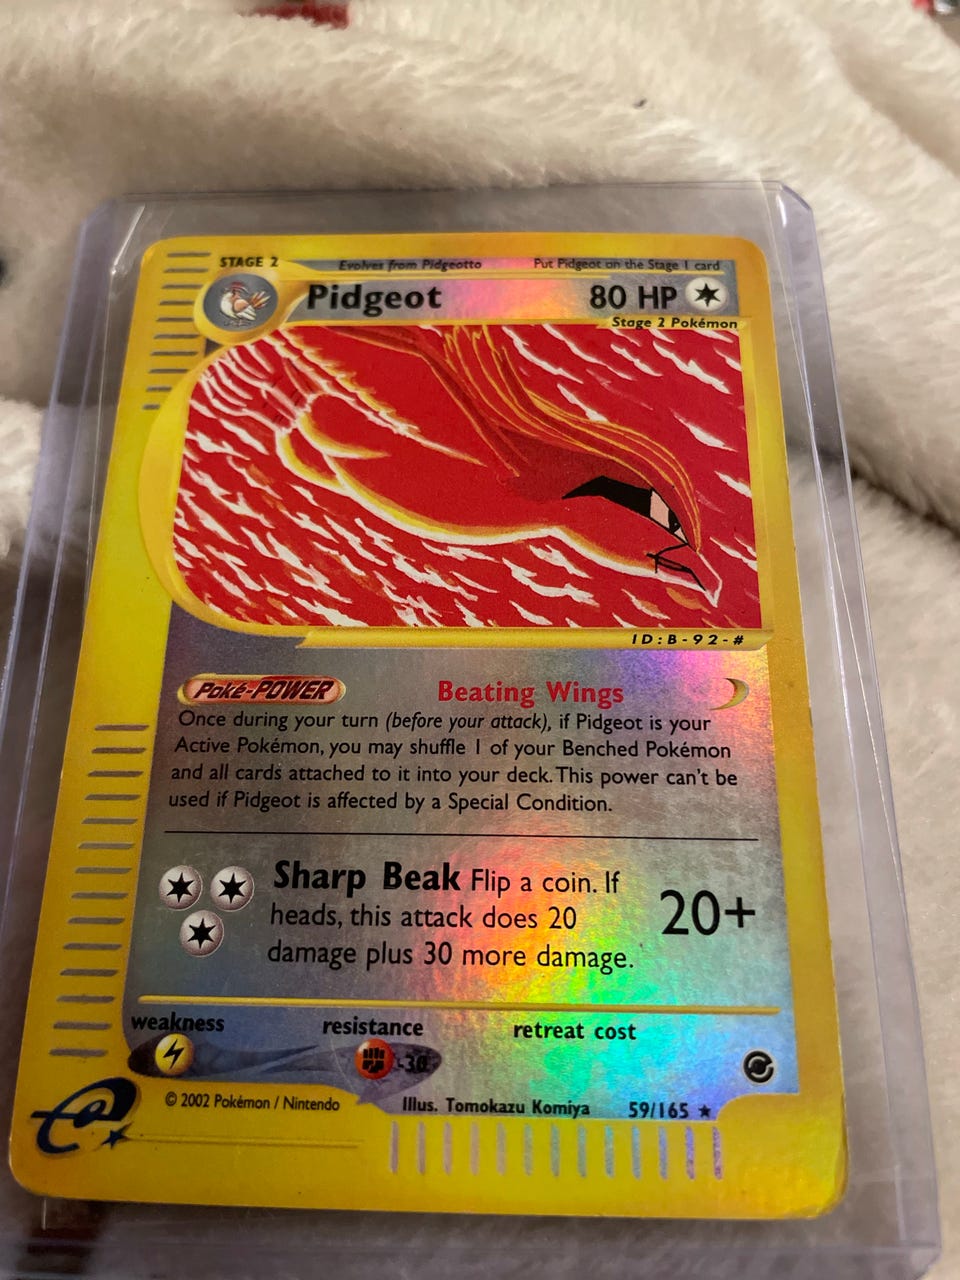 STAGE 2 Evolves from Pidgeotto Put Pidgeot on the Stage 1 card
Pidgeot 80 HP
Stage 2 Pokémon
ID:B-92-#
Poké-POWER Beating Wings
Once during your turn (before your attack), if Pidgeot is your
Active Pokémon, you may shuffle 1 of your Benched Pokémon
and all cards attached to it into your deck. This power can't be
used if Pidgeot is affected by a Special Condition.
Sharp Beak Flip a coin. If
heads, this attack does 20
damage plus 30 more damage.
20+
weakness resistance retreat cost
-30
© 2002 Pokémon / Nintendo
Illus. Tomokazu Komiya 59/165 ★
e